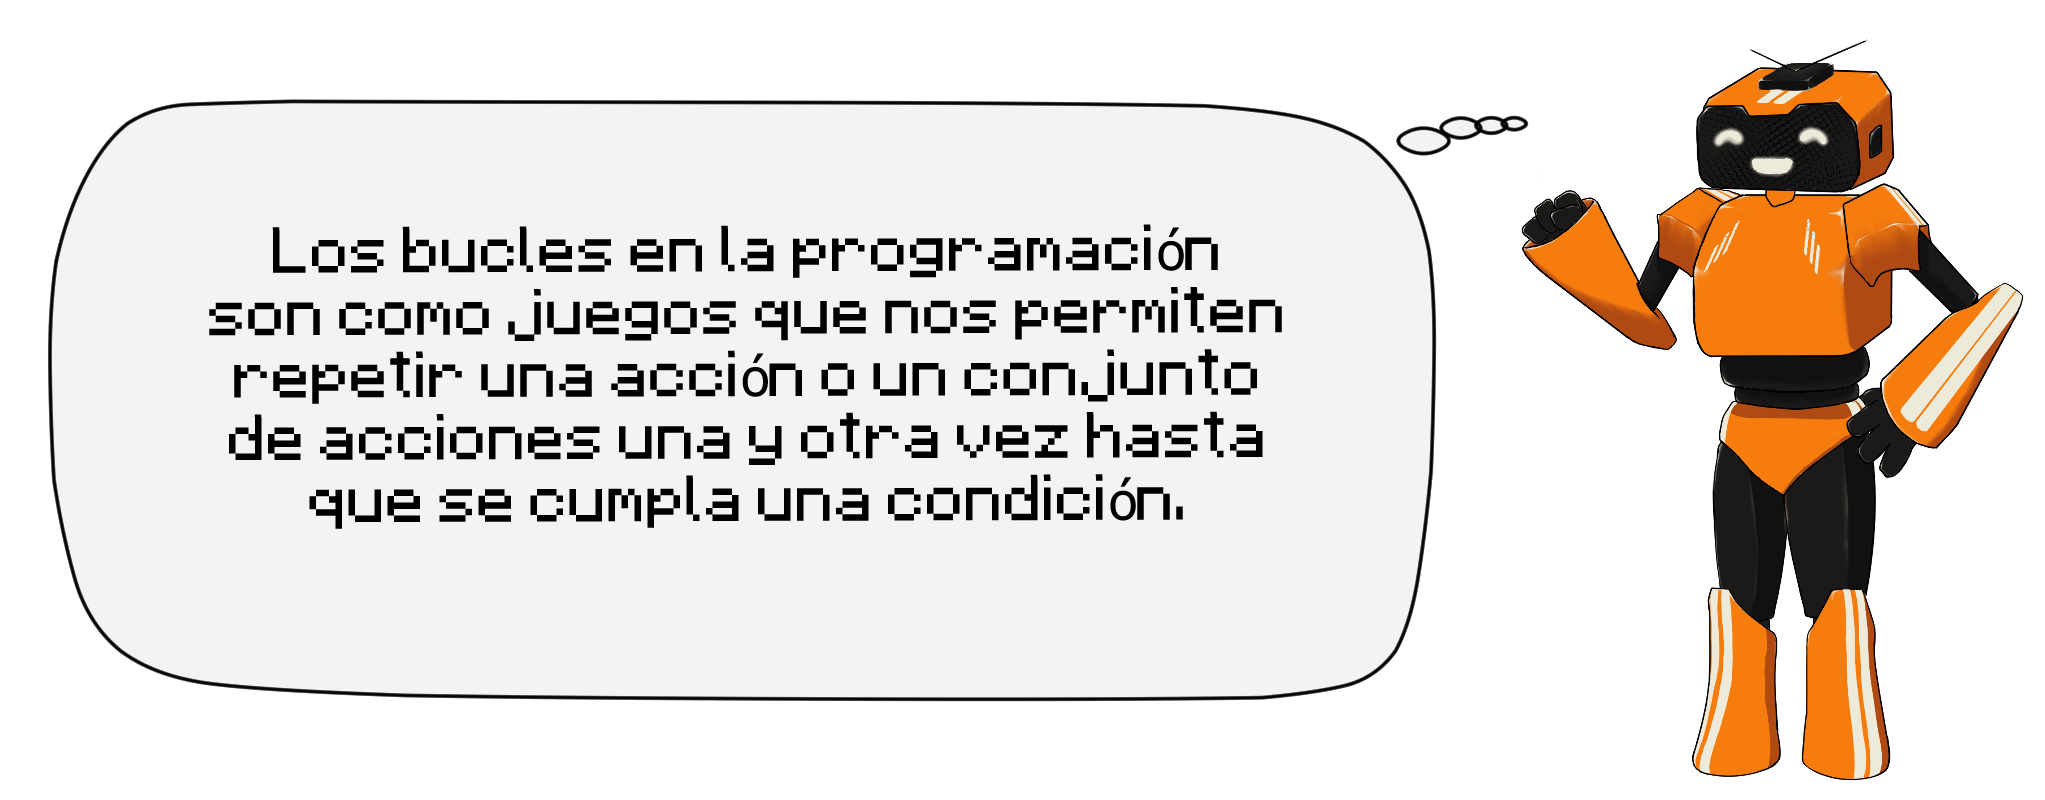 Los bucles en la programación
son como juegos que nos permiten
repetir una acción o un conjunto
de acciones una y otra vez hasta
que se cumpla una condición.